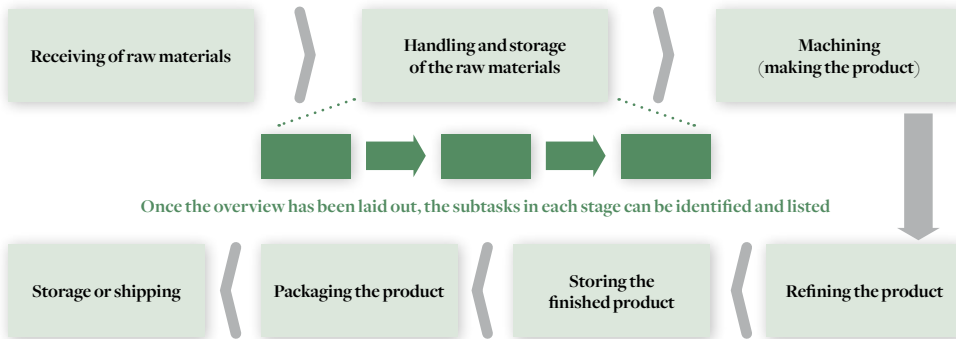 Receiving of raw materials
Handling and storage
of the raw materials
Machining
(making the product)
Once the overview has been laid out, the subtasks in each stage can be identified and listed
Storage or shipping
Packaging the product
Storing the
finished product
Refining the product